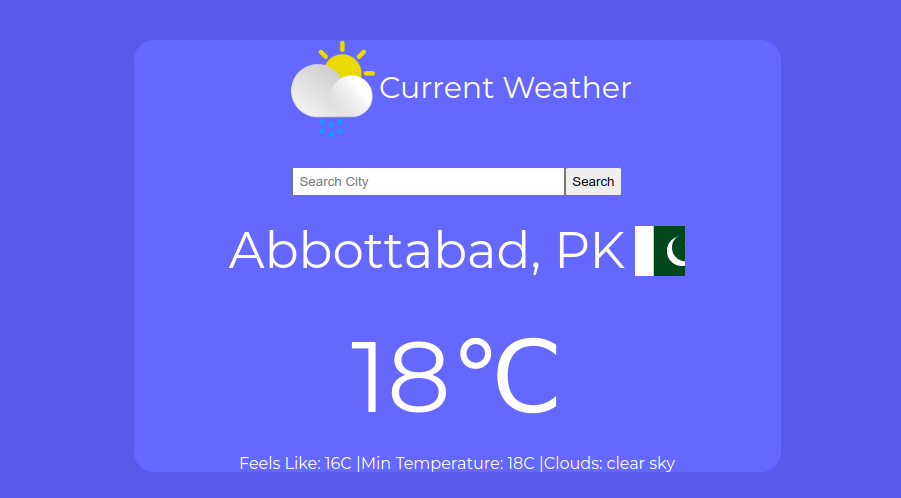 Current Weather
Search City Search
Abbottabad, PK
18°C
Feels Like: 16C |Min Temperature: 18C |Clouds: clear sky